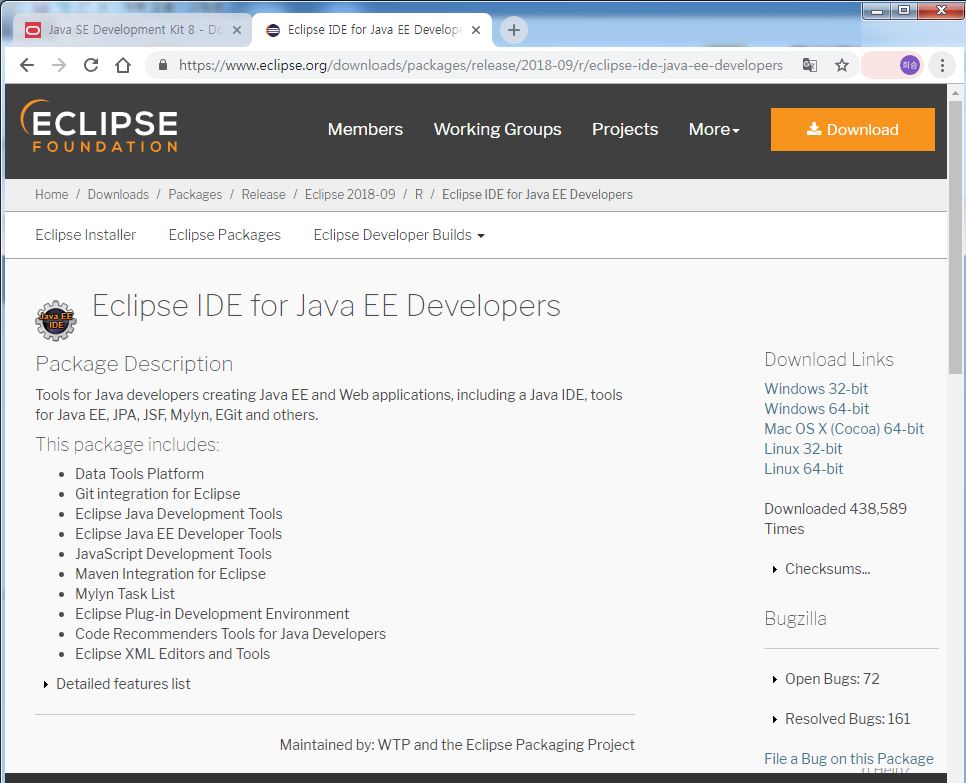 Java SE Development Kit 8 - Do
Eclipse IDE for Java EE Develope
https://www.eclipse.org/downloads/packages/release/2018-09/r/eclipse-ide-java-ee-developers
희승
ECLIPSE
FOUNDATION
Members Working Groups Projects More
Download
Home / Downloads / Packages / Release / Eclipse 2018-09 / R / Eclipse IDE for Java EE Developers
Eclipse Installer Eclipse Packages Eclipse Developer Builds
Java EE
IDE
Eclipse IDE for Java EE Developers
Package Description
Tools for Java developers creating Java EE and Web applications, including a Java IDE, tools
for Java EE, JPA, JSF, Mylyn, EGit and others.
This package includes:
• Data Tools Platform
• Git integration for Eclipse
• Eclipse Java Development Tools
• Eclipse Java EE Developer Tools
• JavaScript Development Tools
• Maven Integration for Eclipse
• Mylyn Task List
• Eclipse Plug-in Development Environment
• Code Recommenders Tools for Java Developers
• Eclipse XML Editors and Tools
Detailed features list
Maintained by: WTP and the Eclipse Packaging Project
Download Links
Windows 32-bit
Windows 64-bit
Mac OS X (Cocoa) 64-bit
Linux 32-bit
Linux 64-bit
Downloaded 438,589
Times
Checksums...
Bugzilla
Open Bugs: 72
Resolved Bugs: 161
File a Bug on this Package